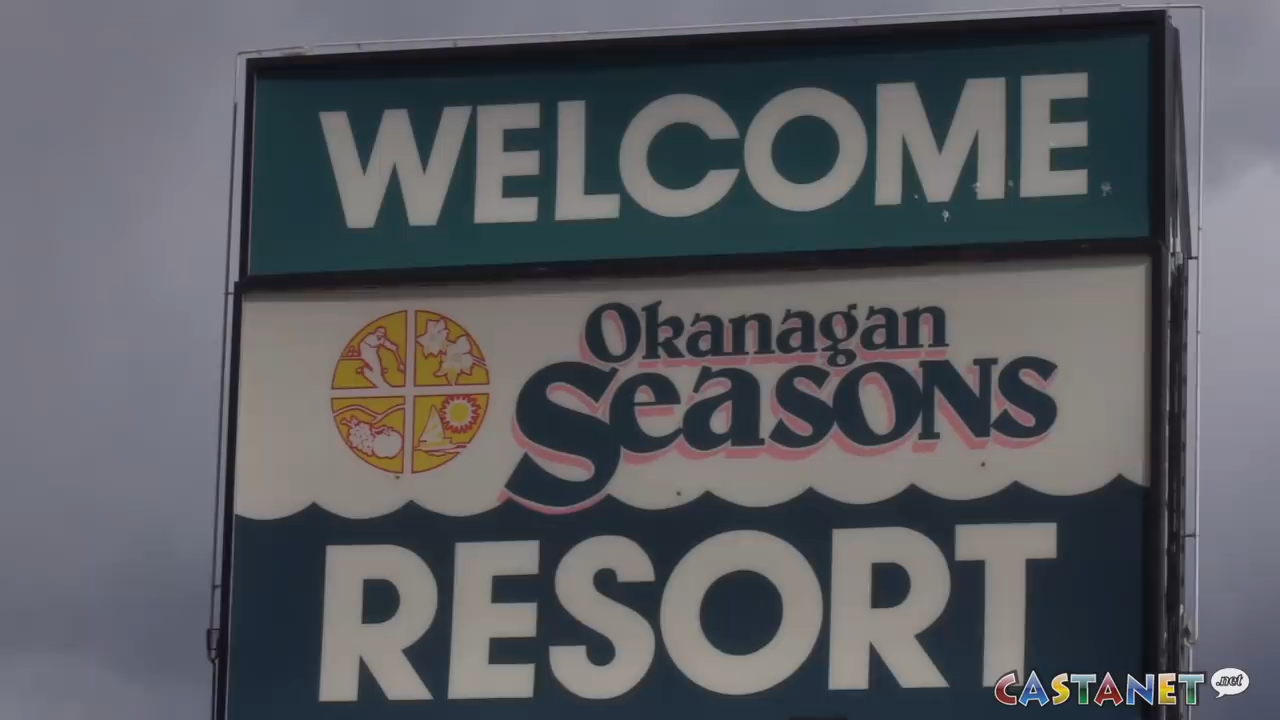 WELCOME
Okanagan
Seasons
RESORT
CASTANET .net